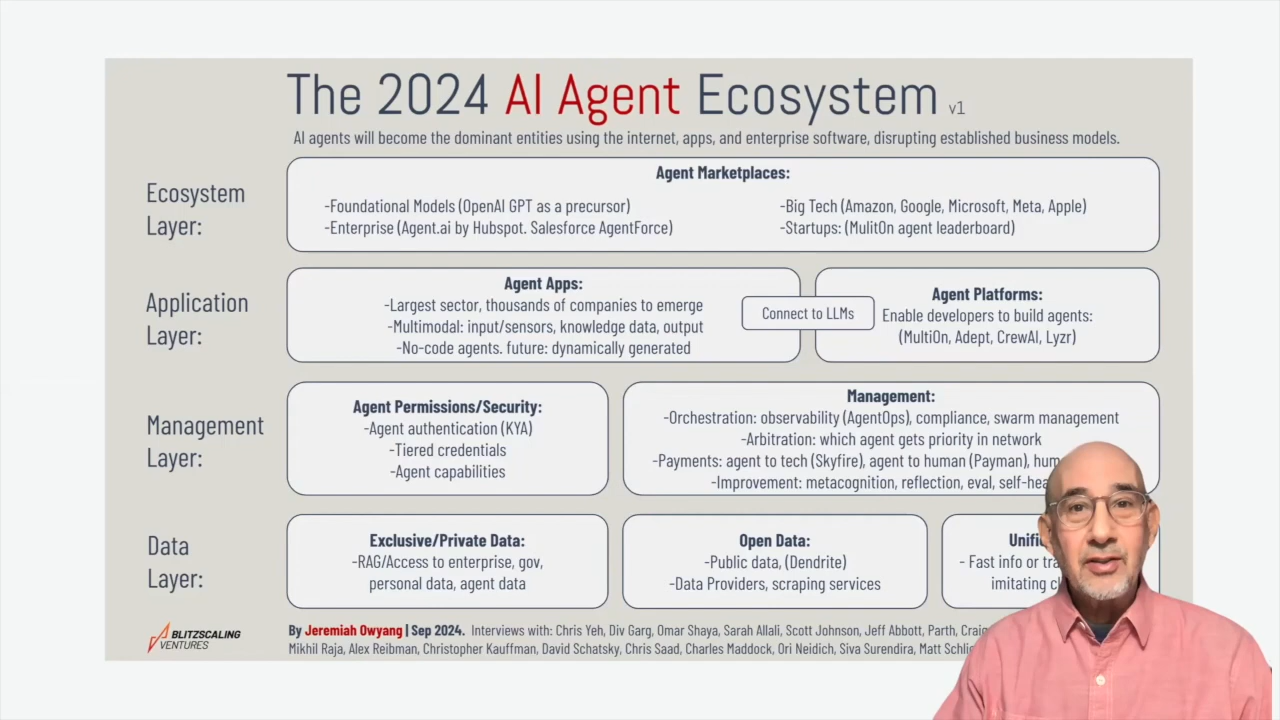 The 2024 AI Agent Ecosystem v1
AI agents will become the dominant entities using the internet, apps, and enterprise software, disrupting established business models.
Ecosystem
Layer:
Agent Marketplaces:
-Foundational Models (OpenAI GPT as a precursor)
-Enterprise (Agent.ai by Hubspot. Salesforce AgentForce)
-Big Tech (Amazon, Google, Microsoft, Meta, Apple)
-Startups: (MulitOn agent leaderboard)
Application
Layer:
Agent Apps:
-Largest sector, thousands of companies to emerge
-Multimodal: input/sensors, knowledge data, output
-No-code agents. future: dynamically generated
Connect to LLMs
Agent Platforms:
Enable developers to build agents:
(MultiOn, Adept, CrewAI, Lyzr)
Management
Layer:
Agent Permissions/Security:
-Agent authentication (KYA)
-Tiered credentials
-Agent capabilities
Management:
-Orchestration: observability (AgentOps), compliance, swarm management
-Arbitration: which agent gets priority in network
-Payments: agent to tech (Skyfire), agent to human (Payman),
-Improvement: metacognition, reflection, eval,
Data
Layer:
Exclusive/Private Data:
-RAG/Access to enterprise, gov,
personal data, agent data
Open Data:
-Public data, (Dendrite)
-Data Providers, scraping services
- Fast info or
imitating
BLITZSCALING
VENTURES
By Jeremiah Owyang | Sep 2024. Interviews with: Chris Yeh, Div Garg, Omar Shaya, Sarah Allali, Scott Johnson, Jeff Abbott, Parth,
Mikhil Raja, Alex Reibman, Christopher Kauffman, David Schatsky, Chris Saad, Charles Maddock, Ori Neidich, Siva Surendira, Matt